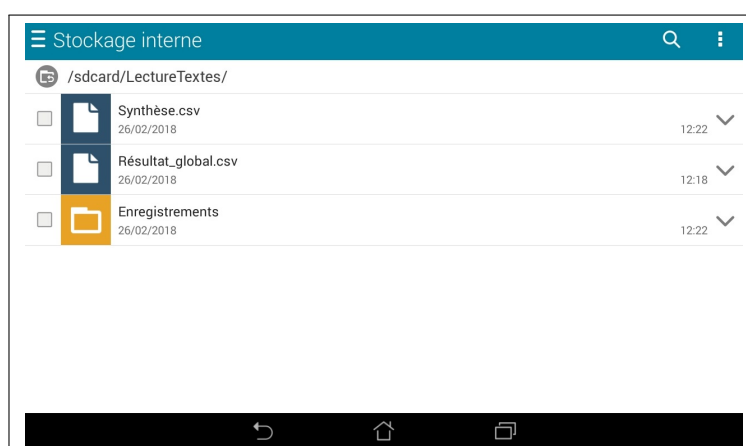 Stockage interne
/sdcard/LectureTextes/
Synthèse.csv
26/02/2018
12:22
Résultat_global.csv
26/02/2018
12:18
Enregistrements
26/02/2018
12:22